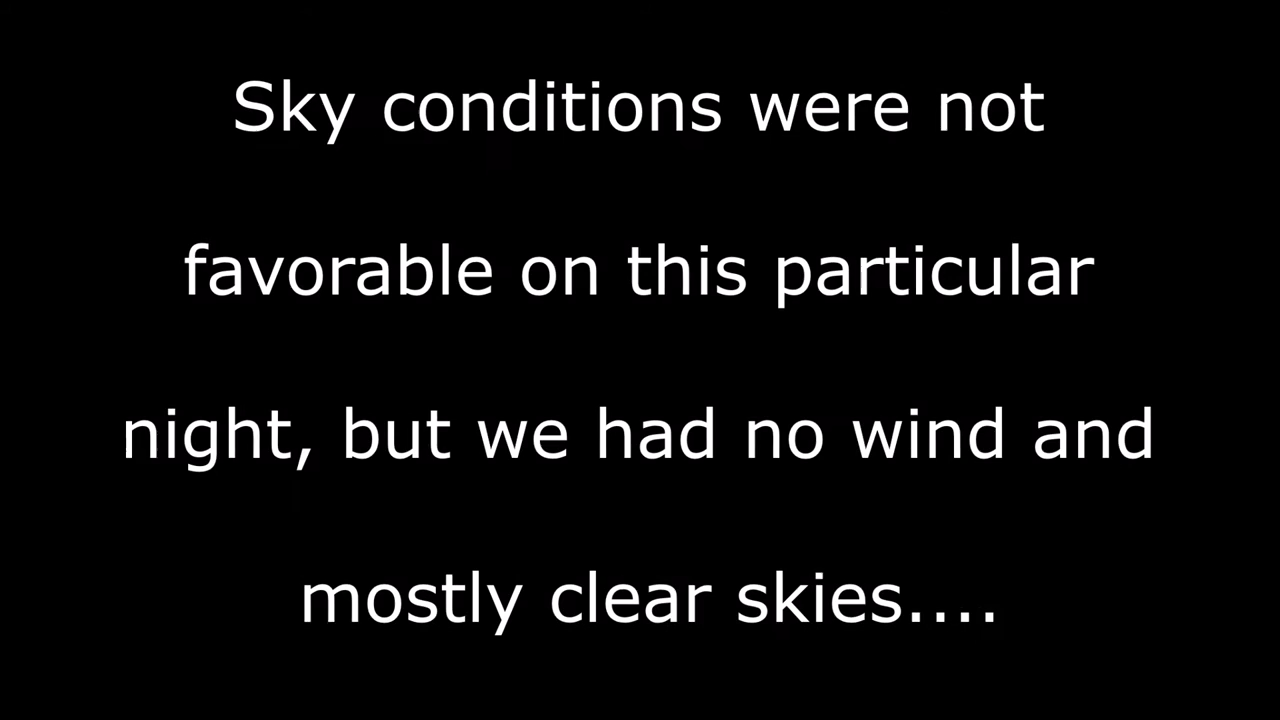 Sky conditions were not
favorable on this particular
night, but we had no wind and
mostly clear skies....